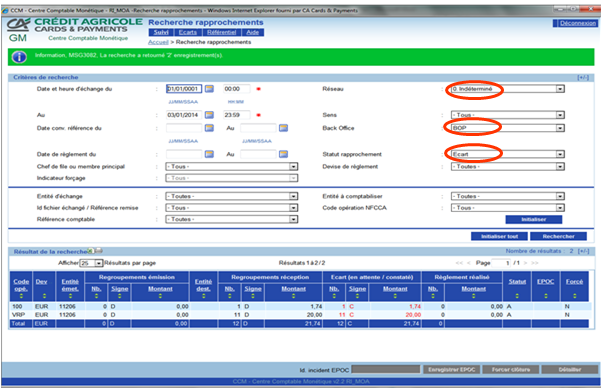 CCM - Centre Comptable Monétique - RI_MOA -Recherche rapprochements - Windows Internet Explorer fourni par CA Cards & Payments
CA CRÉDIT AGRICOLE Recherche rapprochements Déconnexion
CARDS & PAYMENTS
Suivi Ecarts Référentiel Aide
GM Centre Comptable Monétique
Accueil > Recherche rapprochements
Information: MSG3082, La recherche a retourné '2' enregistrement(s).
Critères de recherche [+/-]
Date et heure d'échange du : 01/01/0001 00:00 * Réseau : 0 Indéterminé
JJ/MM/SSAA HH:MM
Au : 03/01/2014 23:59 * Sens : - Tous -
Date conv. référence du : Au : Back Office : BOP
JJ/MM/SSAA JJ/MM/SSAA
Date de règlement du : Au : Statut rapprochement : Ecart
Chef de file ou membre principal : - Tous - Devise de règlement : - Toutes -
Indicateur forçage : - Tous -
Entité d'échange : - Toutes - Entité à comptabiliser : - Toutes -
Id fichier échangé / Référence remise : - Tous - Code opération NFCCA : - Tous -
Référence comptable : - Toutes - Initialiser
Initialiser tout Rechercher
Résultat de la recherche Nombre de résultats : 2 [+/-]
Afficher 25 Résultats par page Résultats 1 à 2 / 2 << < Page 1 / 1 > >>
Code opé. Dev Entité émet. Regroupements émission Entité dest. Regroupements réception Ecart (en attente / constaté) Règlement réalisé Statut EPOC Forcé
Nb. Signe Montant Nb. Signe Montant Nb. Signe Montant Nb. Montant
100 EUR 11206 0 D 0,00 1 D 1,74 1 C 1,74 0 0,00 A N
VRP EUR 11206 0 D 0,00 11 D 20,00 11 C 20,00 0 0,00 A N
Total EUR 0 D 0,00 12 D 21,74 12 C 21,74 0
Id. incident EPOC Enregistrer EPOC Forcer clôture Détailler
CCM - Centre Comptable Monétique v2.2 RI_MOA